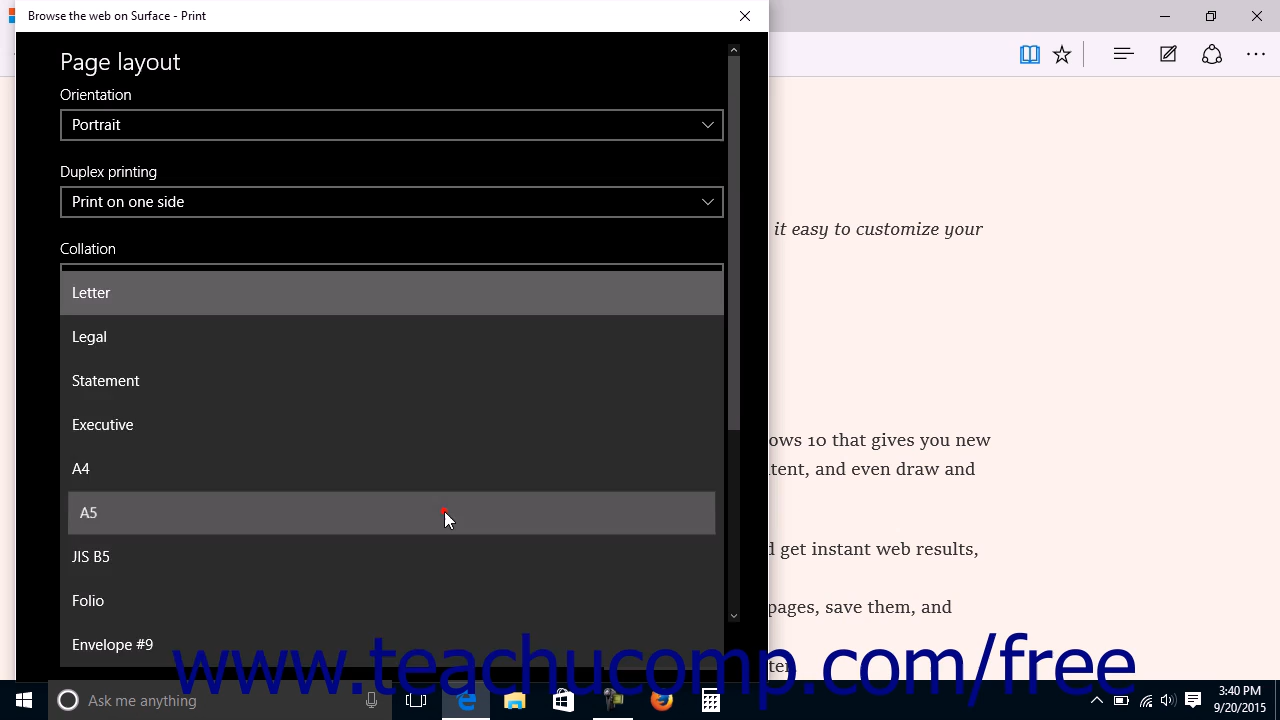 Browse the web on Surface - Print
Page layout
Orientation
Portrait
Duplex printing
Print on one side
it easy to customize your
Collation
Letter
Legal
Statement
Executive
ows 10 that gives you new
A4
tent, and even draw and
A5
JIS B5
d get instant web results,
Folio
pages, save them, and
Envelope #9
www.teachucomp.com/free
Ask me anything
3:40 PM
9/20/2015